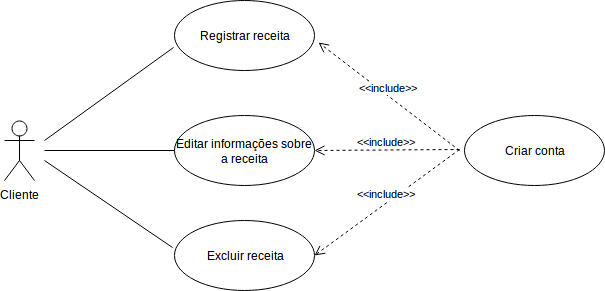 Registrar receita
<<include>>
Editar informações sobre
a receita
<<include>>
Criar conta
Cliente
<<include>>
Excluir receita